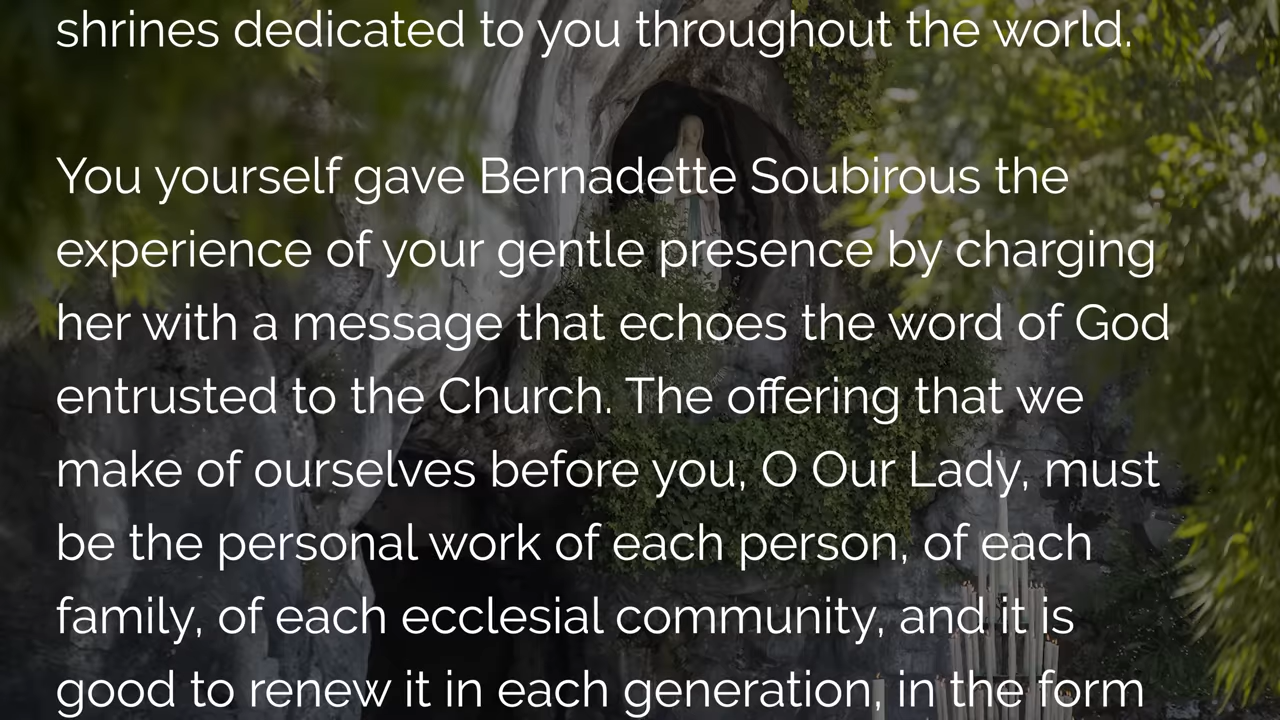 shrines dedicated to you throughout the world.
You yourself gave Bernadette Soubirous the
experience of your gentle presence by charging
her with a message that echoes the word of God
entrusted to the Church. The offering that we
make of ourselves before you, O Our Lady, must
be the personal work of each person, of each
family, of each ecclesial community, and it is
good to renew it in each generation, in the form